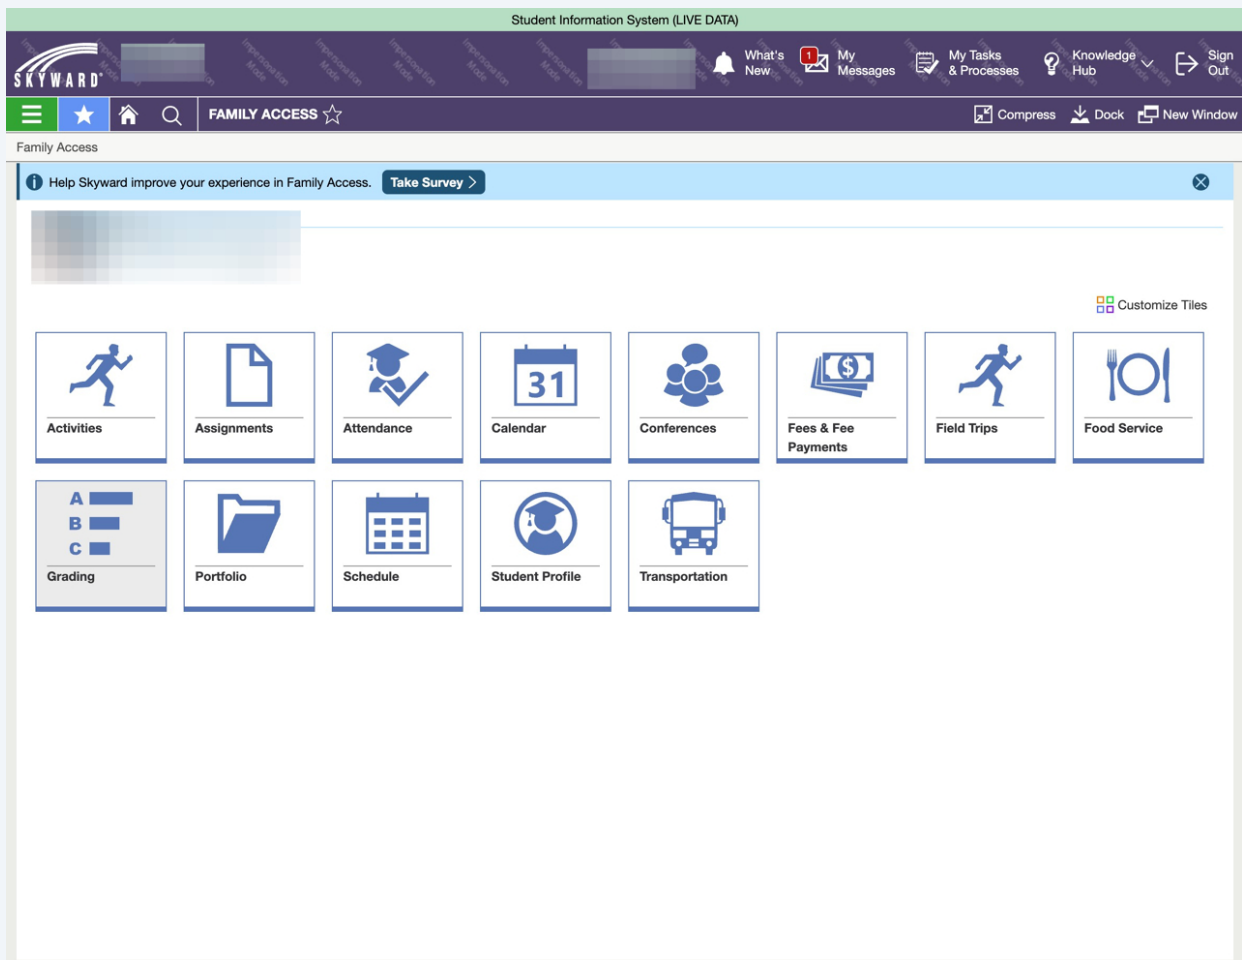 Student Information System (LIVE DATA)
SKYWARD
What's New
1
My Messages
My Tasks & Processes
Knowledge Hub
Sign Out
Impersonation Mode
FAMILY ACCESS
Compress
Dock
New Window
Family Access
Help Skyward improve your experience in Family Access.
Take Survey
Customize Tiles
Activities
Assignments
31
Attendance
Calendar
Conferences
Fees & Fee
Payments
Field Trips
Food Service
A
B
C
Grading
Portfolio
Schedule
Student Profile
Transportation